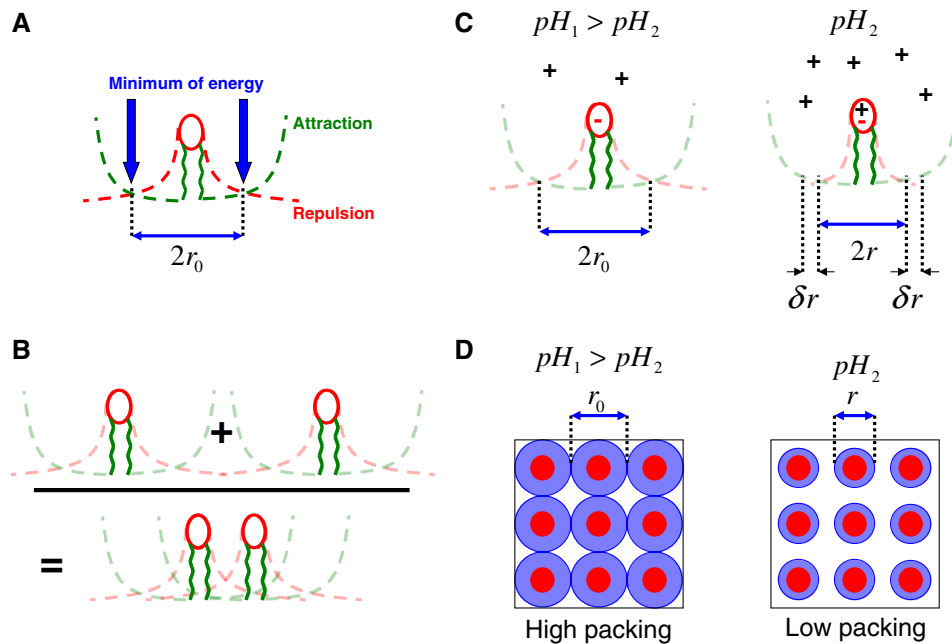 A
Minimum of energy
Attraction
Repulsion
2r₀
B
+
=
C
pH₁ > pH₂
pH₂
+ +
-
+ + + + +
+
-
2r₀
2r
δr δr
D
pH₁ > pH₂
pH₂
r₀
r
High packing
Low packing